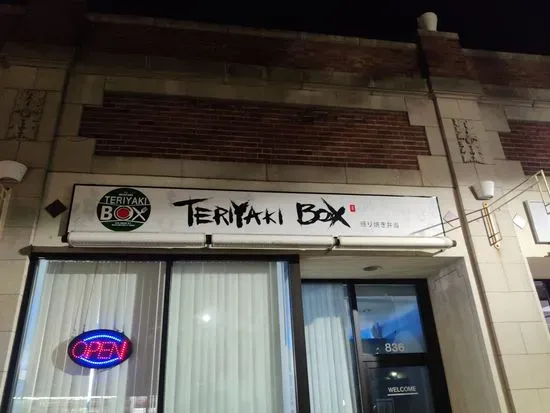 TERIYAKI
BOX
TERIYAKI BOX
照り焼き弁当
OPEN
836
WELCOME